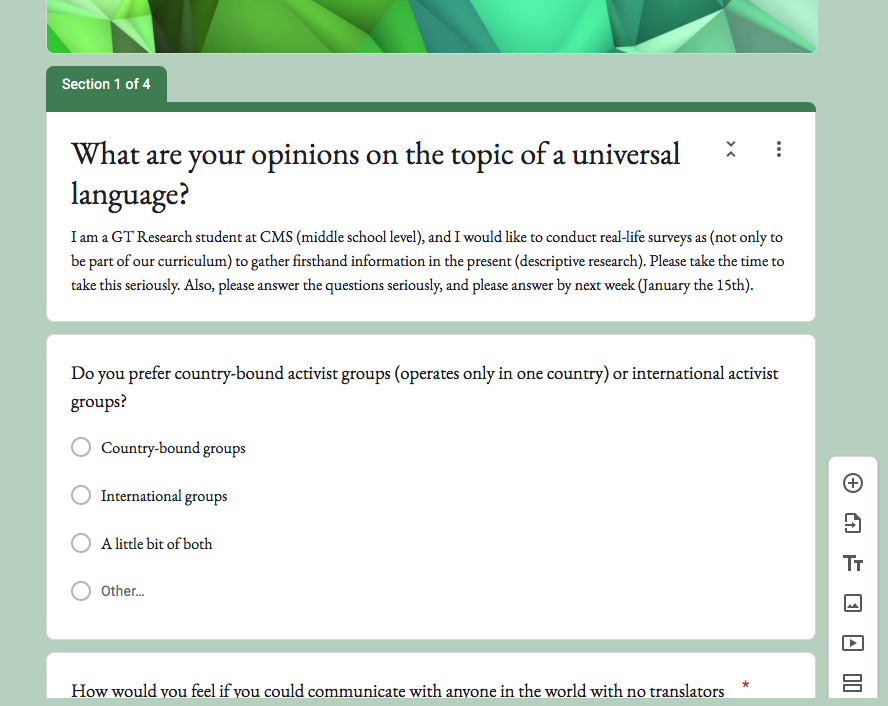 Section 1 of 4
What are your opinions on the topic of a universal
language?
I am a GT Research student at CMS (middle school level), and I would like to conduct real-life surveys as (not only to
be part of our curriculum) to gather firsthand information in the present (descriptive research). Please take the time to
take this seriously. Also, please answer the questions seriously, and please answer by next week (January the 15th).
Do you prefer country-bound activist groups (operates only in one country) or international activist
groups?
Country-bound groups
International groups
A little bit of both
Other...
How would you feel if you could communicate with anyone in the world with no translators *